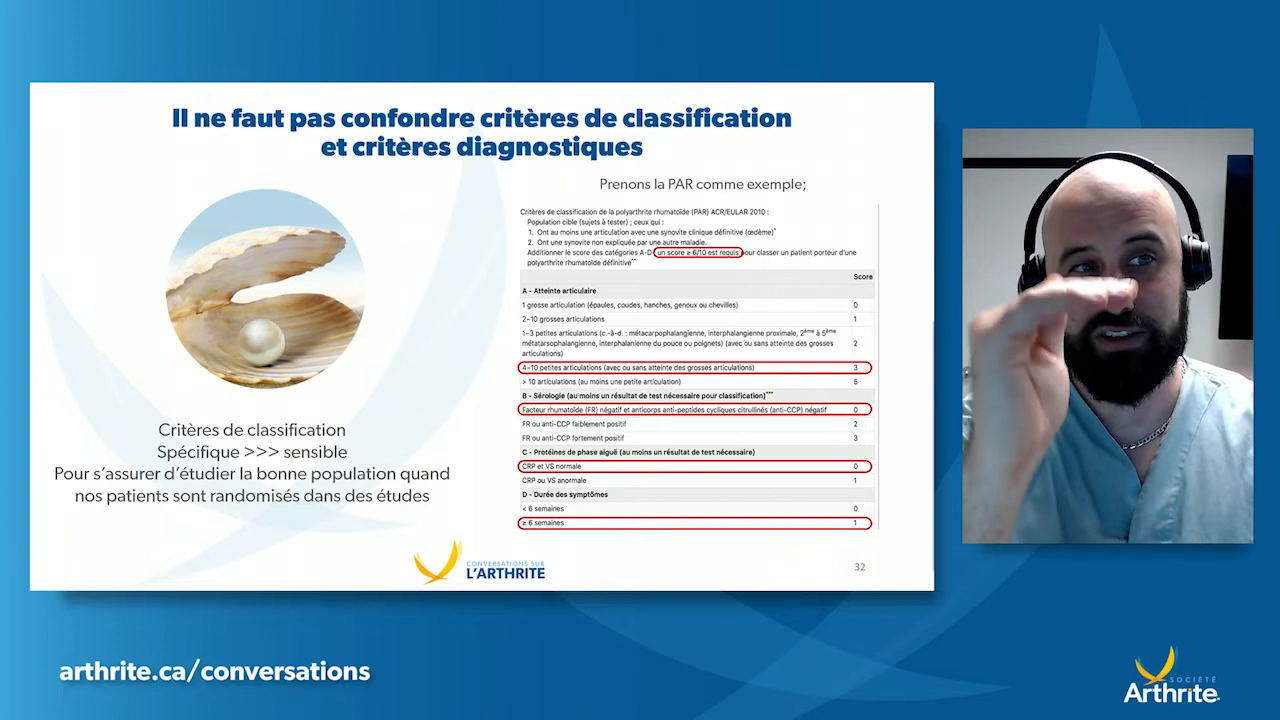 Il ne faut pas confondre critères de classification
et critères diagnostiques
Critères de classification
Spécifique >>> sensible
Pour s'assurer d'étudier la bonne population quand
nos patients sont randomisés dans des études
Prenons la PAR comme exemple;
Critères de classification de la polyarthrite rhumatoïde (PAR) ACR/EULAR 2010 :
Population cible (sujets à tester) ; ceux qui :
1. Ont au moins une articulation avec une synovite clinique définitive (œdème)*
2. Ont une synovite non expliquée par une autre maladie.
Additionner le score des catégories A-D un score ≥ 6/10 est requis pour classer un patient porteur d'une
polyarthrite rhumatoïde définitive**
Score
A - Atteinte articulaire
1 grosse articulation (épaules, coudes, hanches, genoux ou chevilles) 0
2–10 grosses articulations 1
1–3 petites articulations (c.-à-d. : métacarpophalangienne, interphalangienne proximale, 2ème à 5ème
métatarsophalangienne, interphalanienne du pouce ou poignets) (avec ou sans atteinte des grosses 2
articulations)
4–10 petites articulations (avec ou sans atteinte des grosses articulations) 3
> 10 articulations (au moins une petite articulation) 5
B - Sérologie (au moins un résultat de test nécessaire pour classification)***
Facteur rhumatoïde (FR) négatif et anticorps anti-peptides cycliques citrullinés (anti-CCP) négatif 0
FR ou anti-CCP faiblement positif 2
FR ou anti-CCP fortement positif 3
C - Protéines de phase aiguë (au moins un résultat de test nécessaire)
CRP et VS normale 0
CRP ou VS anormale 1
D - Durée des symptômes
< 6 semaines 0
≥ 6 semaines 1
CONVERSATIONS SUR
L'ARTHRITE
32
arthrite.ca/conversations
SOCIÉTÉ
Arthrite